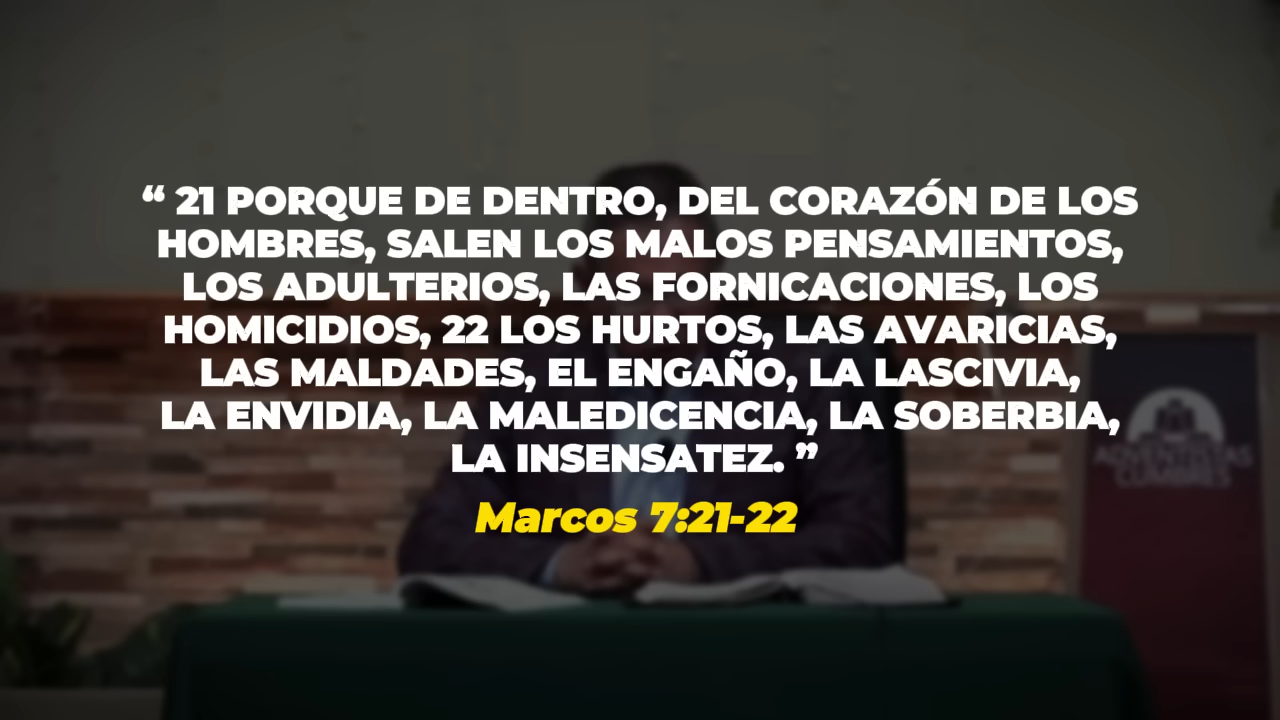 “ 21 PORQUE DE DENTRO, DEL CORAZÓN DE LOS
HOMBRES, SALEN LOS MALOS PENSAMIENTOS,
LOS ADULTERIOS, LAS FORNICACIONES, LOS
HOMICIDIOS, 22 LOS HURTOS, LAS AVARICIAS,
LAS MALDADES, EL ENGAÑO, LA LASCIVIA,
LA ENVIDIA, LA MALEDICENCIA, LA SOBERBIA,
LA INSENSATEZ. ”
Marcos 7:21-22
ADVENTISTAS
CUMBRES